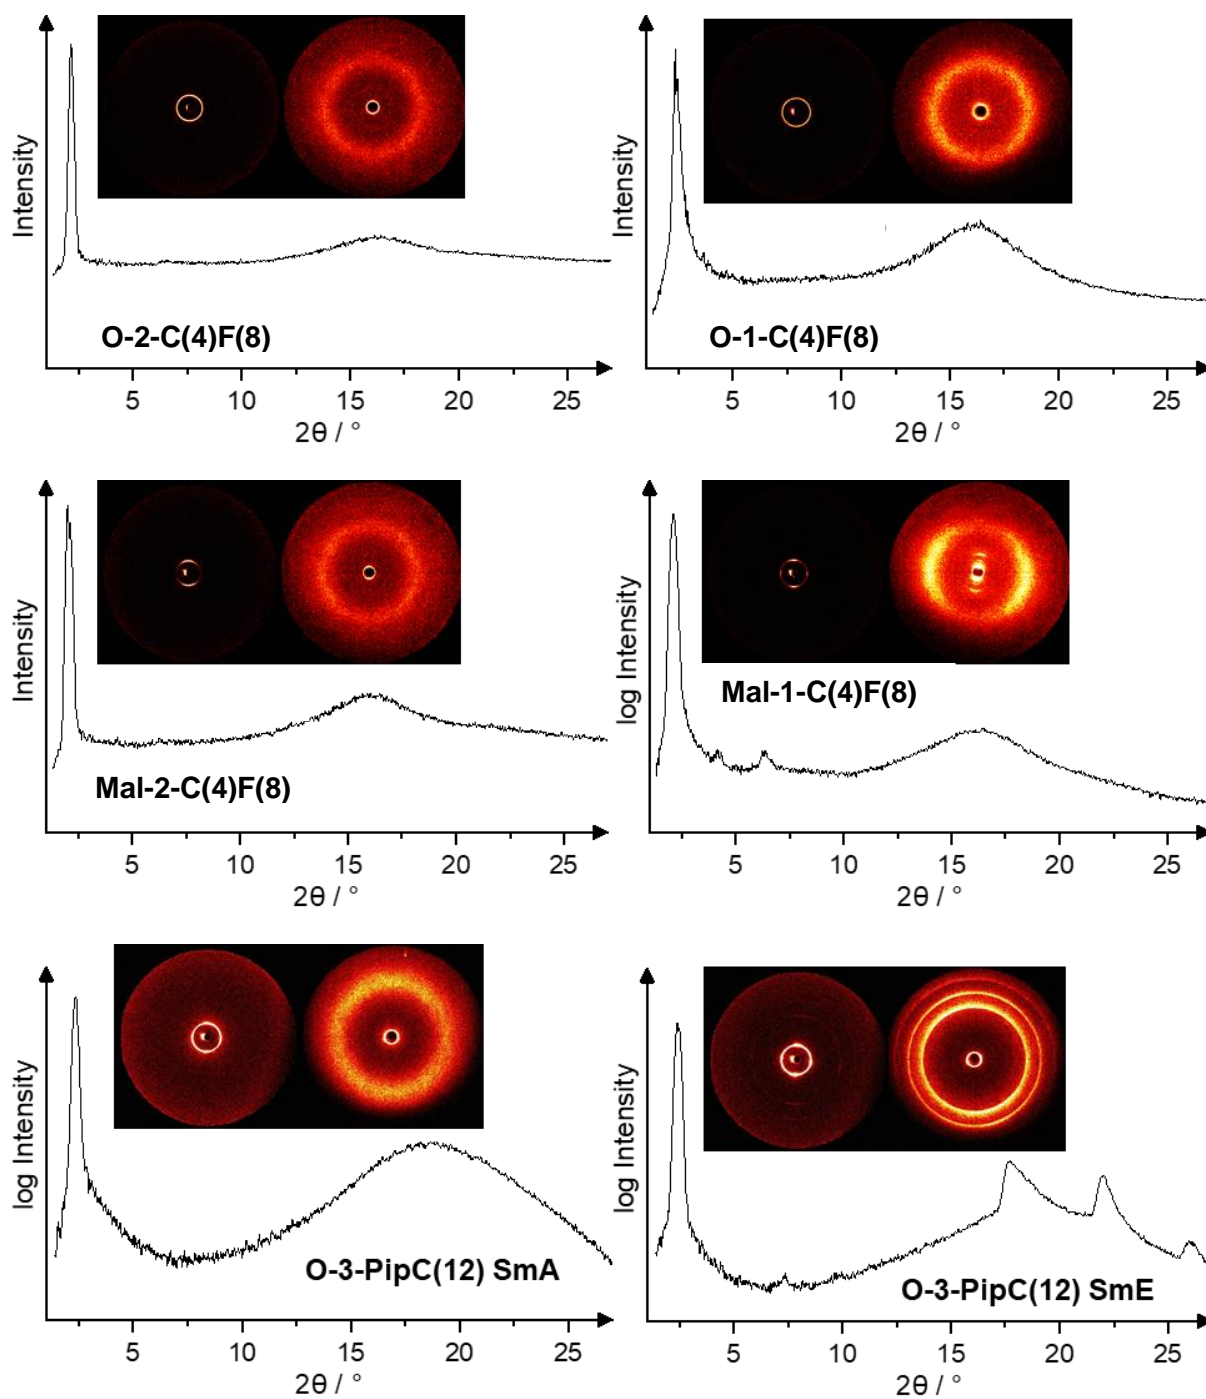 Intensity
O-2-C(4)F(8)
5 10 15 20 25
2θ / °
Intensity
O-1-C(4)F(8)
5 10 15 20 25
2θ / °
Intensity
Mal-2-C(4)F(8)
5 10 15 20 25
2θ / °
log Intensity
Mal-1-C(4)F(8)
5 10 15 20 25
2θ / °
log Intensity
O-3-PipC(12) SmA
5 10 15 20 25
2θ / °
log Intensity
O-3-PipC(12) SmE
5 10 15 20 25
2θ / °